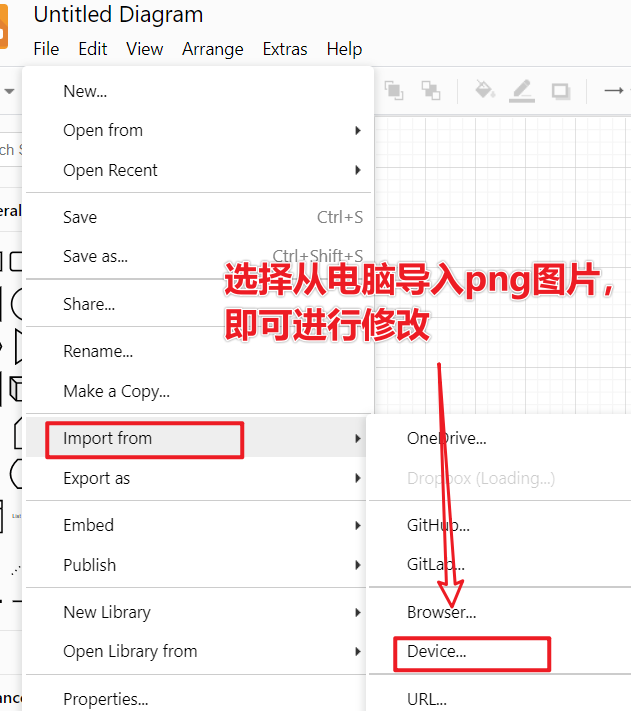 Untitled Diagram
File Edit View Arrange Extras Help
New...
Open from
Open Recent
Save Ctrl+S
Save as... Ctrl+Shift+S
选择从电脑导入png图片，
即可进行修改
Share...
Rename...
Make a Copy...
Import from
Export as
Embed
Publish
New Library
Open Library from
Properties...
OneDrive...
Dropbox (Loading...)
GitHub...
GitLab...
Browser...
Device...
URL...